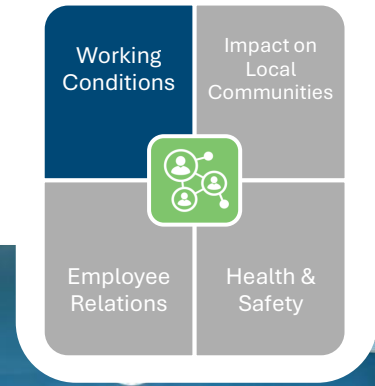 Working
Conditions
Impact on
Local
Communities
Employee
Relations
Health &
Safety